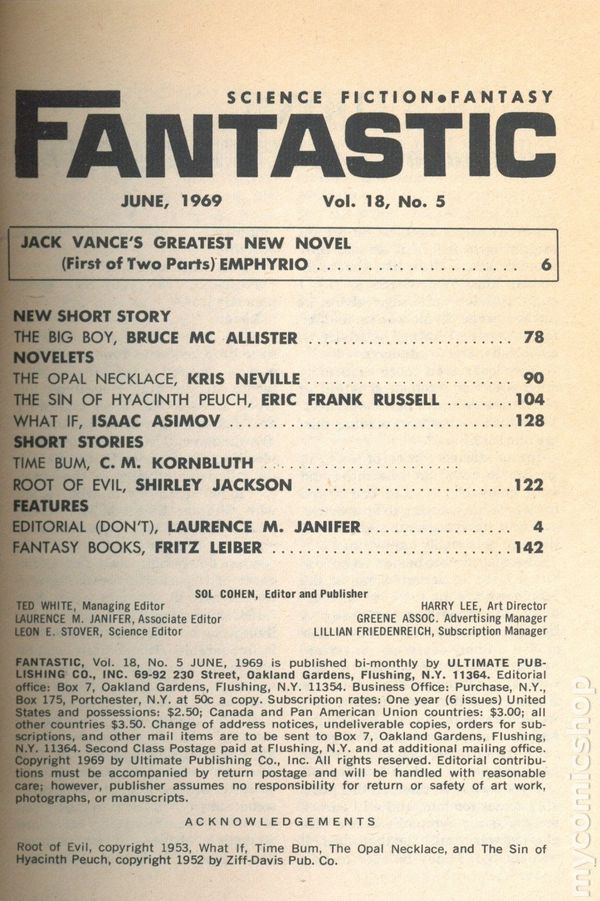 SCIENCE FICTION•FANTASY
FANTASTIC
JUNE, 1969 Vol. 18, No. 5
JACK VANCE'S GREATEST NEW NOVEL
(First of Two Parts) EMPHYRIO . . . . . . . . . . . . . . . . . . . . 6
NEW SHORT STORY
THE BIG BOY, BRUCE MC ALLISTER . . . . . . . . . . . . . . . . . . . . . . 78
NOVELETS
THE OPAL NECKLACE, KRIS NEVILLE . . . . . . . . . . . . . . . . . . . . . . 90
THE SIN OF HYACINTH PEUCH, ERIC FRANK RUSSELL . . . . . . . . 104
WHAT IF, ISAAC ASIMOV . . . . . . . . . . . . . . . . . . . . . . . . . . . . . . 128
SHORT STORIES
TIME BUM, C. M. KORNBLUTH . . . . . . . . . . . . . . . . . . . . .
ROOT OF EVIL, SHIRLEY JACKSON . . . . . . . . . . . . . . . . . . . . . . 122
FEATURES
EDITORIAL (DON'T), LAURENCE M. JANIFER . . . . . . . . . . . . . . . . . 4
FANTASY BOOKS, FRITZ LEIBER . . . . . . . . . . . . . . . . . . . . . . . . . . 142
SOL COHEN, Editor and Publisher
TED WHITE, Managing Editor HARRY LEE, Art Director
LAURENCE M. JANIFER, Associate Editor GREENE ASSOC. Advertising Manager
LEON E. STOVER, Science Editor LILLIAN FRIEDENREICH, Subscription Manager
FANTASTIC, Vol. 18, No. 5 JUNE, 1969 is published bi-monthly by ULTIMATE PUB-
LISHING CO., INC. 69-92 230 Street, Oakland Gardens, Flushing, N.Y. 11364. Editorial
office: Box 7, Oakland Gardens, Flushing, N.Y. 11354. Business Office: Purchase, N.Y.,
Box 175, Portchester, N.Y. at 50c a copy. Subscription rates: One year (6 issues) United
States and possessions: $2.50; Canada and Pan American Union countries: $3.00; all
other countries $3.50. Change of address notices, undeliverable copies, orders for sub-
scriptions, and other mail items are to be sent to Box 7, Oakland Gardens, Flushing,
N.Y. 11364. Second Class Postage paid at Flushing, N.Y. and at additional mailing office.
Copyright 1969 by Ultimate Publishing Co., Inc. All rights reserved. Editorial contribu-
tions must be accompanied by return postage and will be handled with reasonable
care; however, publisher assumes no responsibility for return or safety of art work,
photographs, or manuscripts.
ACKNOWLEDGEMENTS
Root of Evil, copyright 1953, What If, Time Bum, The Opal Necklace, and The Sin of
Hyacinth Peuch, copyright 1952 by Ziff-Davis Pub. Co.
mycomicshop